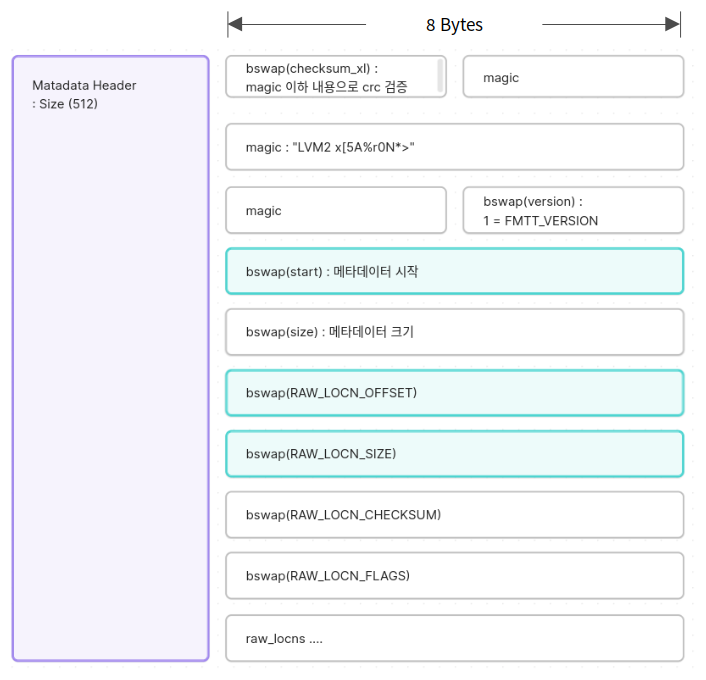 8 Bytes
Matadata Header
: Size (512)
bswap(checksum_xl) :
magic 이하 내용으로 crc 검증
magic
magic : "LVM2 x[5A%r0N*>"
magic
bswap(version) :
1 = FMTT_VERSION
bswap(start) : 메타데이터 시작
bswap(size) : 메타데이터 크기
bswap(RAW_LOCN_OFFSET)
bswap(RAW_LOCN_SIZE)
bswap(RAW_LOCN_CHECKSUM)
bswap(RAW_LOCN_FLAGS)
raw_locns ....